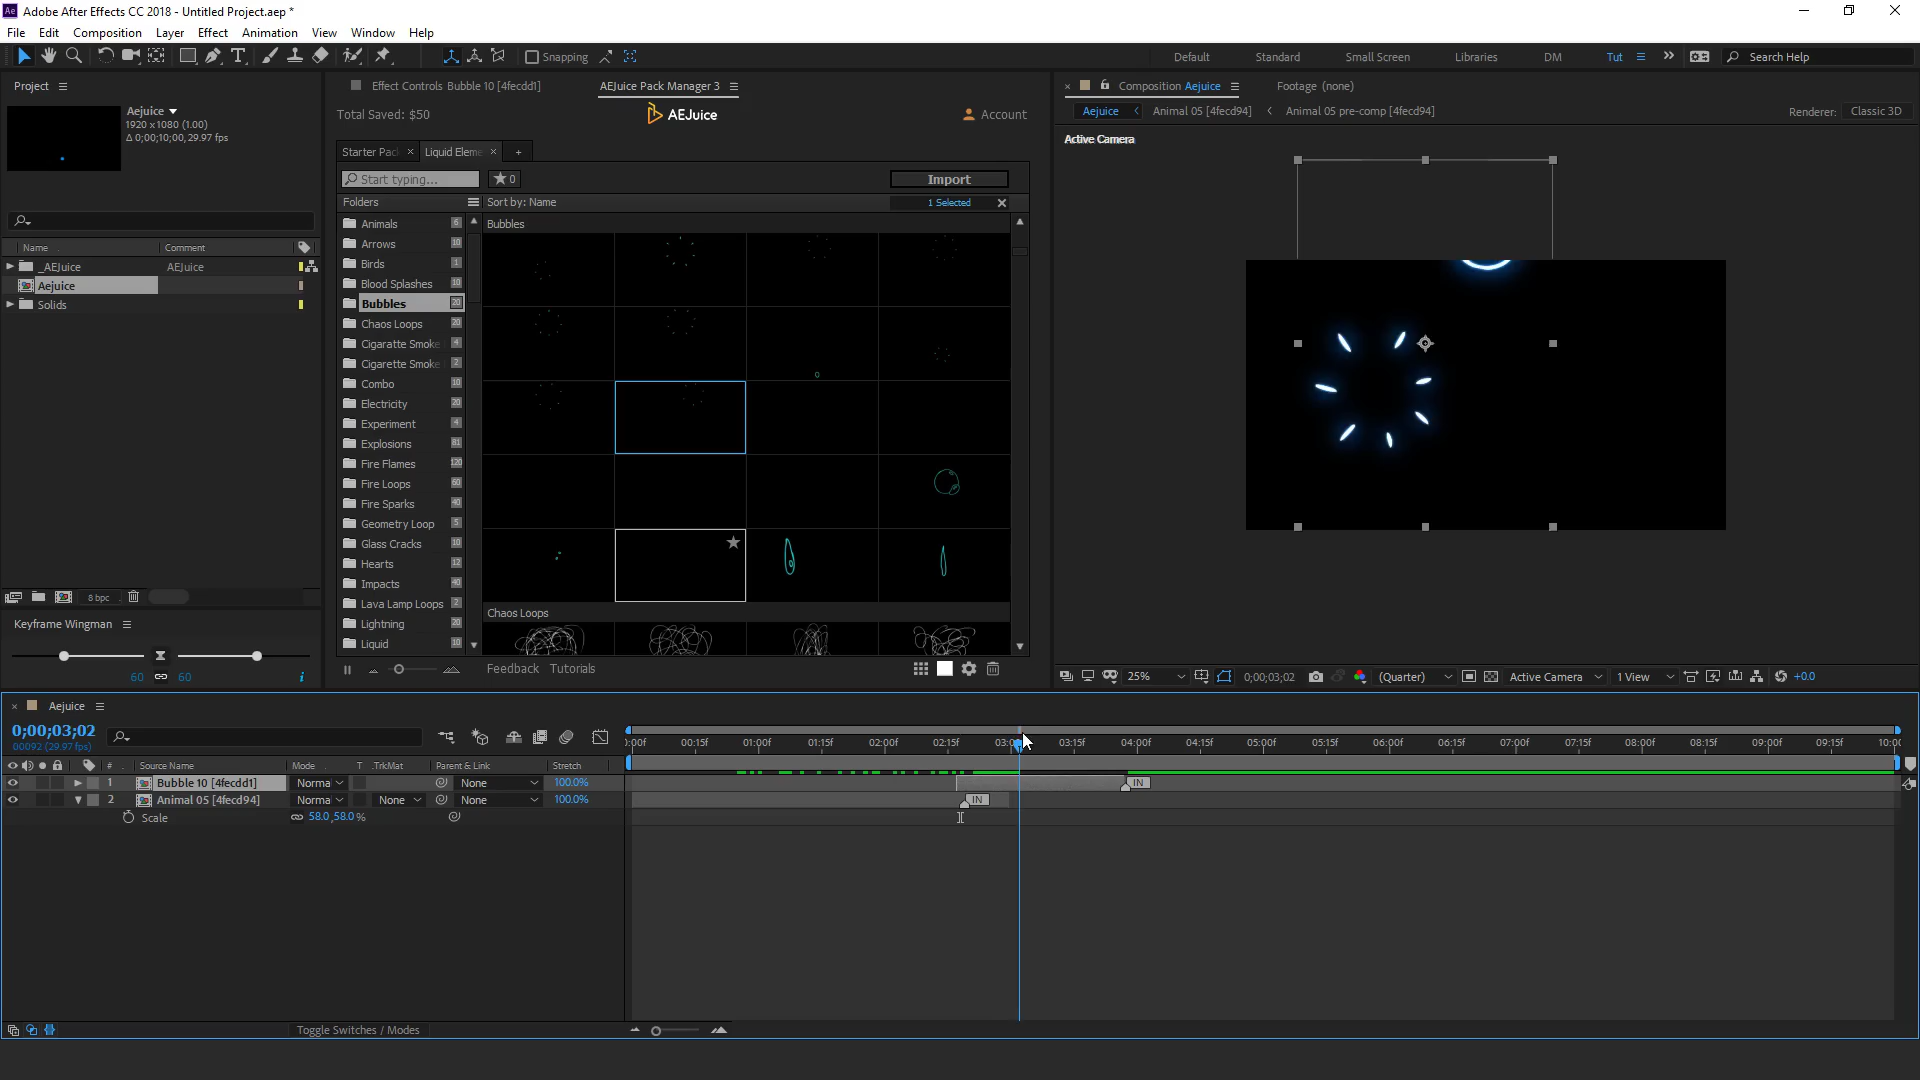 Adobe After Effects CC 2018 - Untitled Project.aep *
File Edit Composition Layer Effect Animation View Window Help
Snapping
Default Standard Small Screen Libraries DM Tut Search Help
Project
Aejuice
1920 x1080 (1.00)
Δ 0;00;10;00, 29.97 fps
Name Comment
_AEJuice AEJuice
Aejuice
Solids
8 bpc
Keyframe Wingman
60 60
Effect Controls Bubble 10 [4fecdd1] AEJuice Pack Manager 3
Total Saved: $50 AEJuice Account
Starter Pac Liquid Eleme +
Start typing... 0 Import
Folders Sort by: Name 1 Selected
Animals 6
Arrows 10
Birds 1
Blood Splashes 10
Bubbles 20
Chaos Loops 20
Cigaratte Smoke 4
Cigarette Smoke 2
Combo 10
Electricity 20
Experiment 4
Explosions 81
Fire Flames 120
Fire Loops 60
Fire Sparks 40
Geometry Loop 5
Glass Cracks 10
Hearts 12
Impacts 40
Lava Lamp Loops 2
Lightning 20
Liquid 10
Bubbles
Chaos Loops
Feedback Tutorials
Composition Aejuice Footage (none)
Aejuice Animal 05 [4fecd94] Animal 05 pre-comp [4fecd94] Renderer: Classic 3D
Active Camera
25% 0;00;03;02 (Quarter) Active Camera 1 View +0.0
Aejuice
0;00;03;02
00092 (29.97 fps)
:00f 00:15f 01:00f 01:15f 02:00f 02:15f 03:0 03:15f 04:00f 04:15f 05:00f 05:15f 06:00f 06:15f 07:00f 07:15f 08:00f 08:15f 09:00f 09:15f 10:0
# Source Name Mode T .TrkMat Parent & Link Stretch
1 Bubble 10 [4fecdd1] Norma None 100.0% IN
2 Animal 05 [4fecd94] Norma None None 100.0% IN
Scale 58.0,58.0%
Toggle Switches / Modes